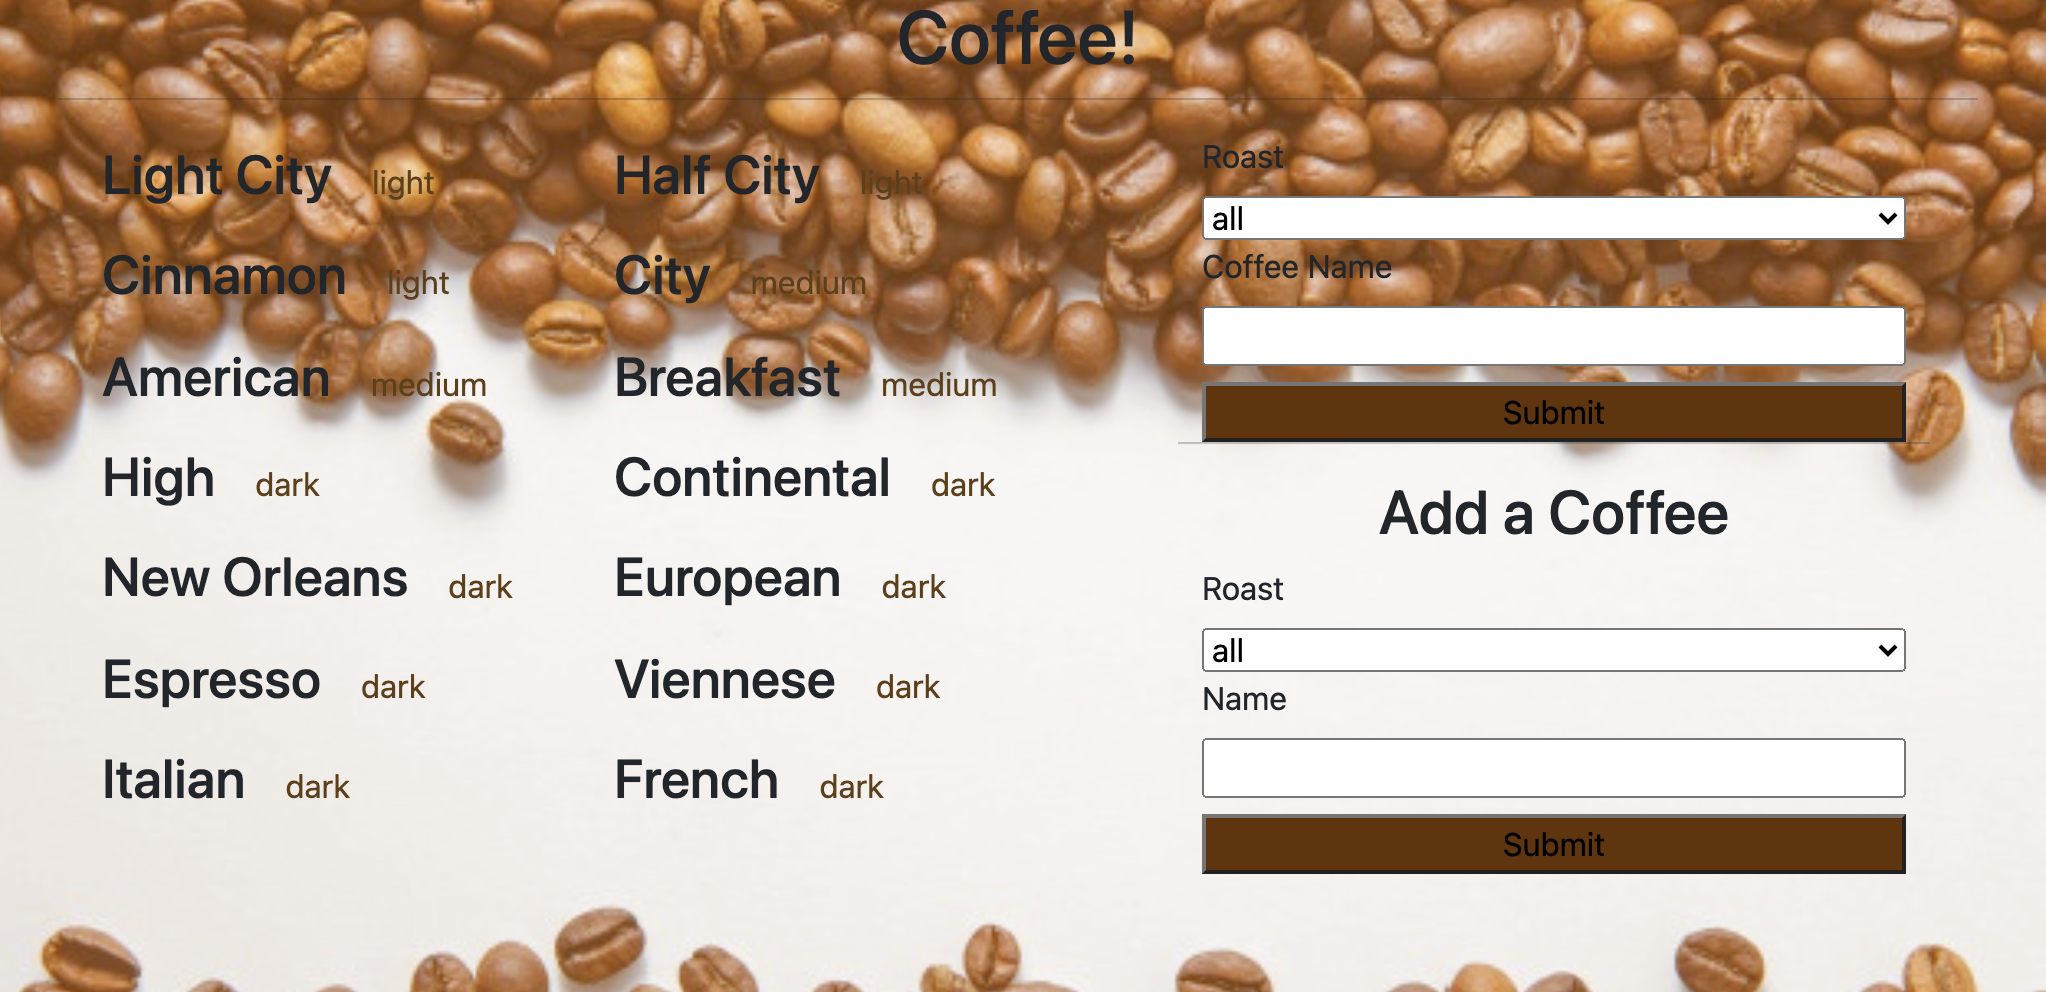 Coffee!
Light City light
Half City light
Cinnamon light
City medium
American medium
Breakfast medium
High dark
Continental dark
New Orleans dark
European dark
Espresso dark
Viennese dark
Italian dark
French dark
Roast
all
Coffee Name
Submit
Add a Coffee
Roast
all
Name
Submit